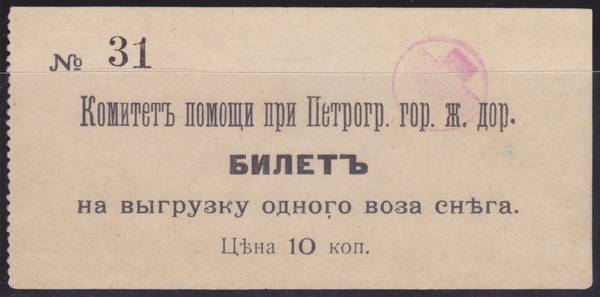 № 31
Комитетъ помощи при Петрогр. гор. ж. дор.
БИЛЕТЪ
на выгрузку одного воза снѣга.
Цѣна 10 коп.